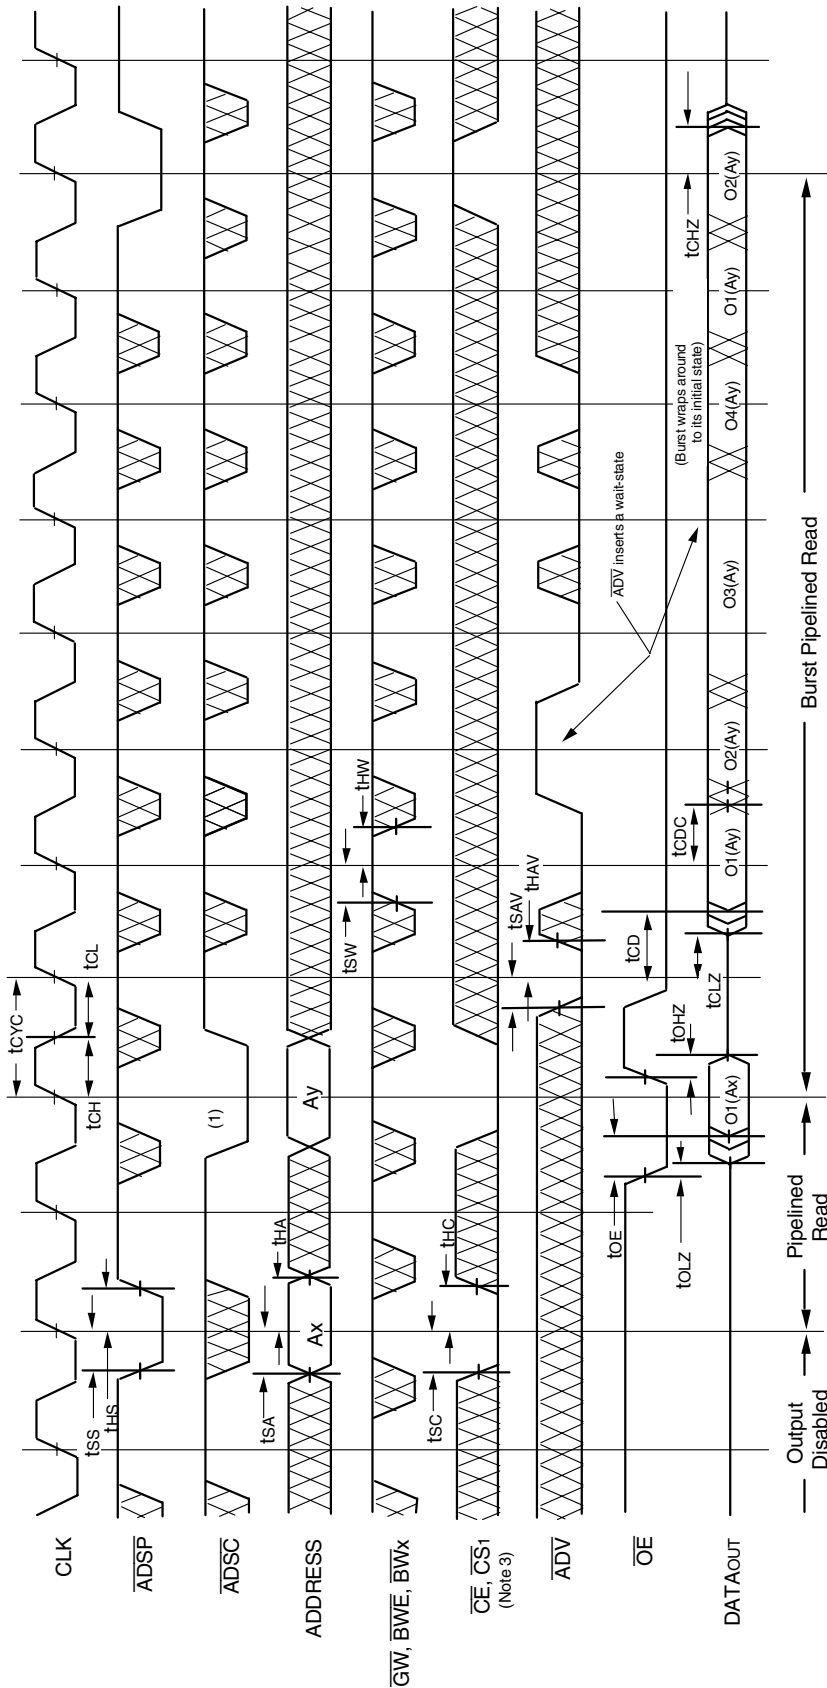 CLK
tCYC
tCH
tCL
tSS
tHS
ADSP
ADSC
(1)
ADDRESS
tSA
tHA
Ax
Ay
GW, BWE, BWx
tSW
tHW
CE, CS1
(Note 3)
tSC
tHC
ADV
tSAV
tHAV
ADV inserts a wait-state
OE
tOE
tOHZ
tCD
tOLZ
tCLZ
tCDC
tCHZ
(Burst wraps around
to its initial state)
DATAOUT
O1(Ax)
O1(Ay)
O2(Ay)
O3(Ay)
O4(Ay)
O1(Ay)
O2(Ay)
Output
Disabled
Pipelined
Read
Burst Pipelined Read